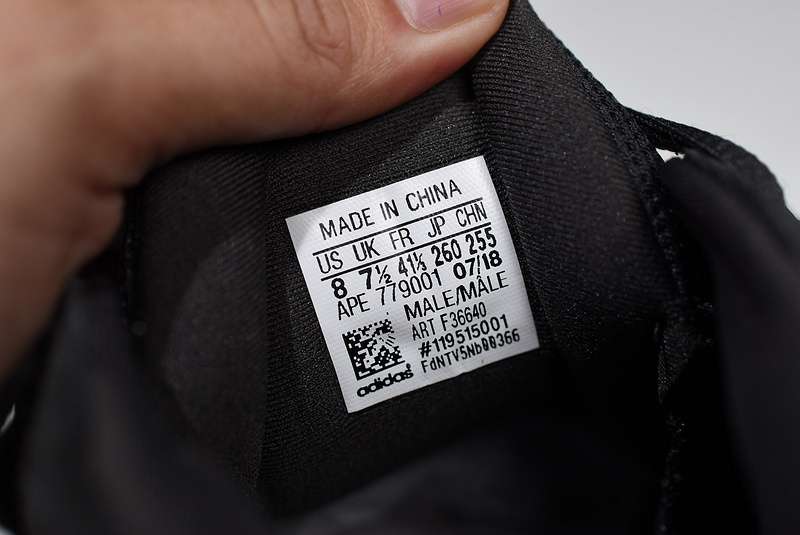 MADE IN CHINA
US UK FR JP CHN
8 7½ 41⅓ 260 255
APE 779001 07/18
MALE/MÂLE
ART F36640
#119515001
FdNTV5Nb00366
adidas